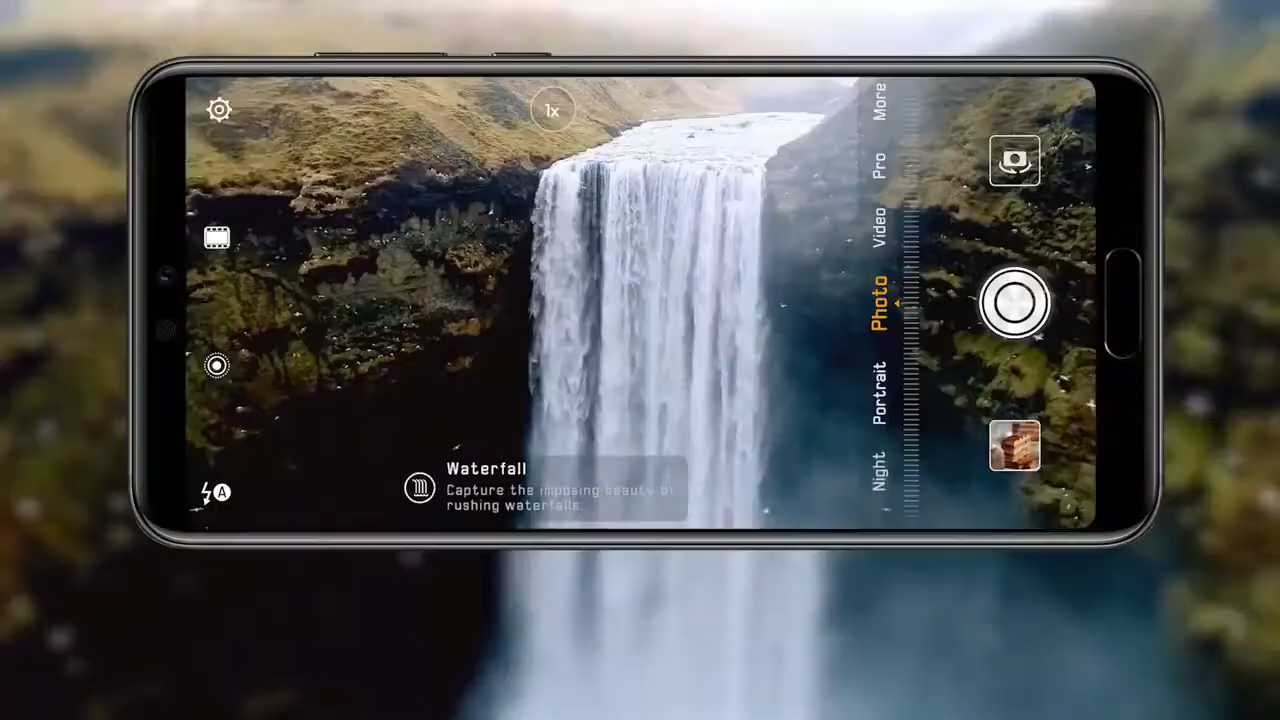 1x
More
Pro
Video
Photo
Portrait
Night
A
Waterfall
Capture the imposing beauty of
rushing waterfalls.